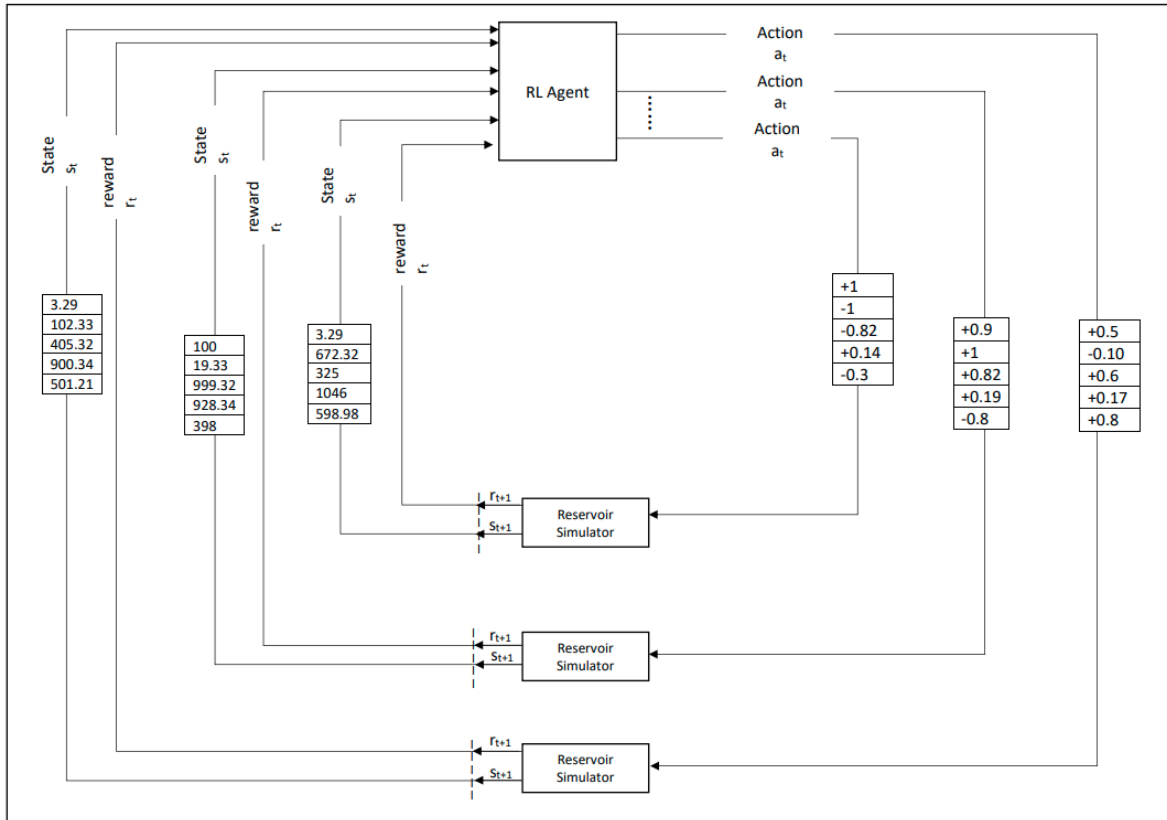 RL Agent
Action
aₜ
Action
aₜ
Action
aₜ
State
sₜ
reward
rₜ
State
sₜ
reward
rₜ
State
sₜ
reward
rₜ
3.29
102.33
405.32
900.34
501.21
100
19.33
999.32
928.34
398
3.29
672.32
325
1046
598.98
+1
-1
-0.82
+0.14
-0.3
+0.9
+1
+0.82
+0.19
-0.8
+0.5
-0.10
+0.6
+0.17
+0.8
rₜ₊₁
sₜ₊₁
Reservoir
Simulator
rₜ₊₁
sₜ₊₁
Reservoir
Simulator
rₜ₊₁
sₜ₊₁
Reservoir
Simulator